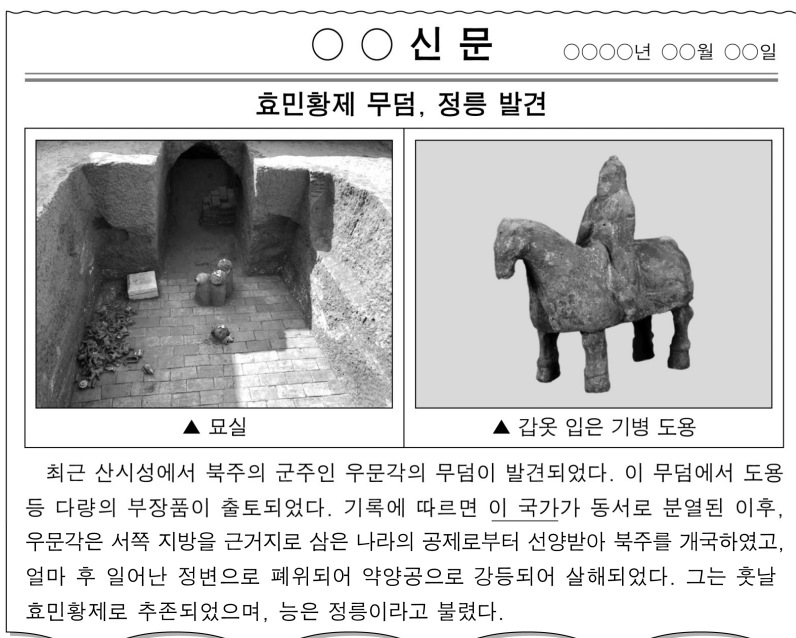 ○○신문
○○○○년 ○○월 ○○일
효민황제 무덤, 정릉 발견
▲ 묘실
▲ 갑옷 입은 기병 도용
최근 산시성에서 북주의 군주인 우문각의 무덤이 발견되었다. 이 무덤에서 도용
등 다량의 부장품이 출토되었다. 기록에 따르면 이 국가가 동서로 분열된 이후,
우문각은 서쪽 지방을 근거지로 삼은 나라의 공제로부터 선양받아 북주를 개국하였고,
얼마 후 일어난 정변으로 폐위되어 약양공으로 강등되어 살해되었다. 그는 훗날
효민황제로 추존되었으며, 능은 정릉이라고 불렸다.